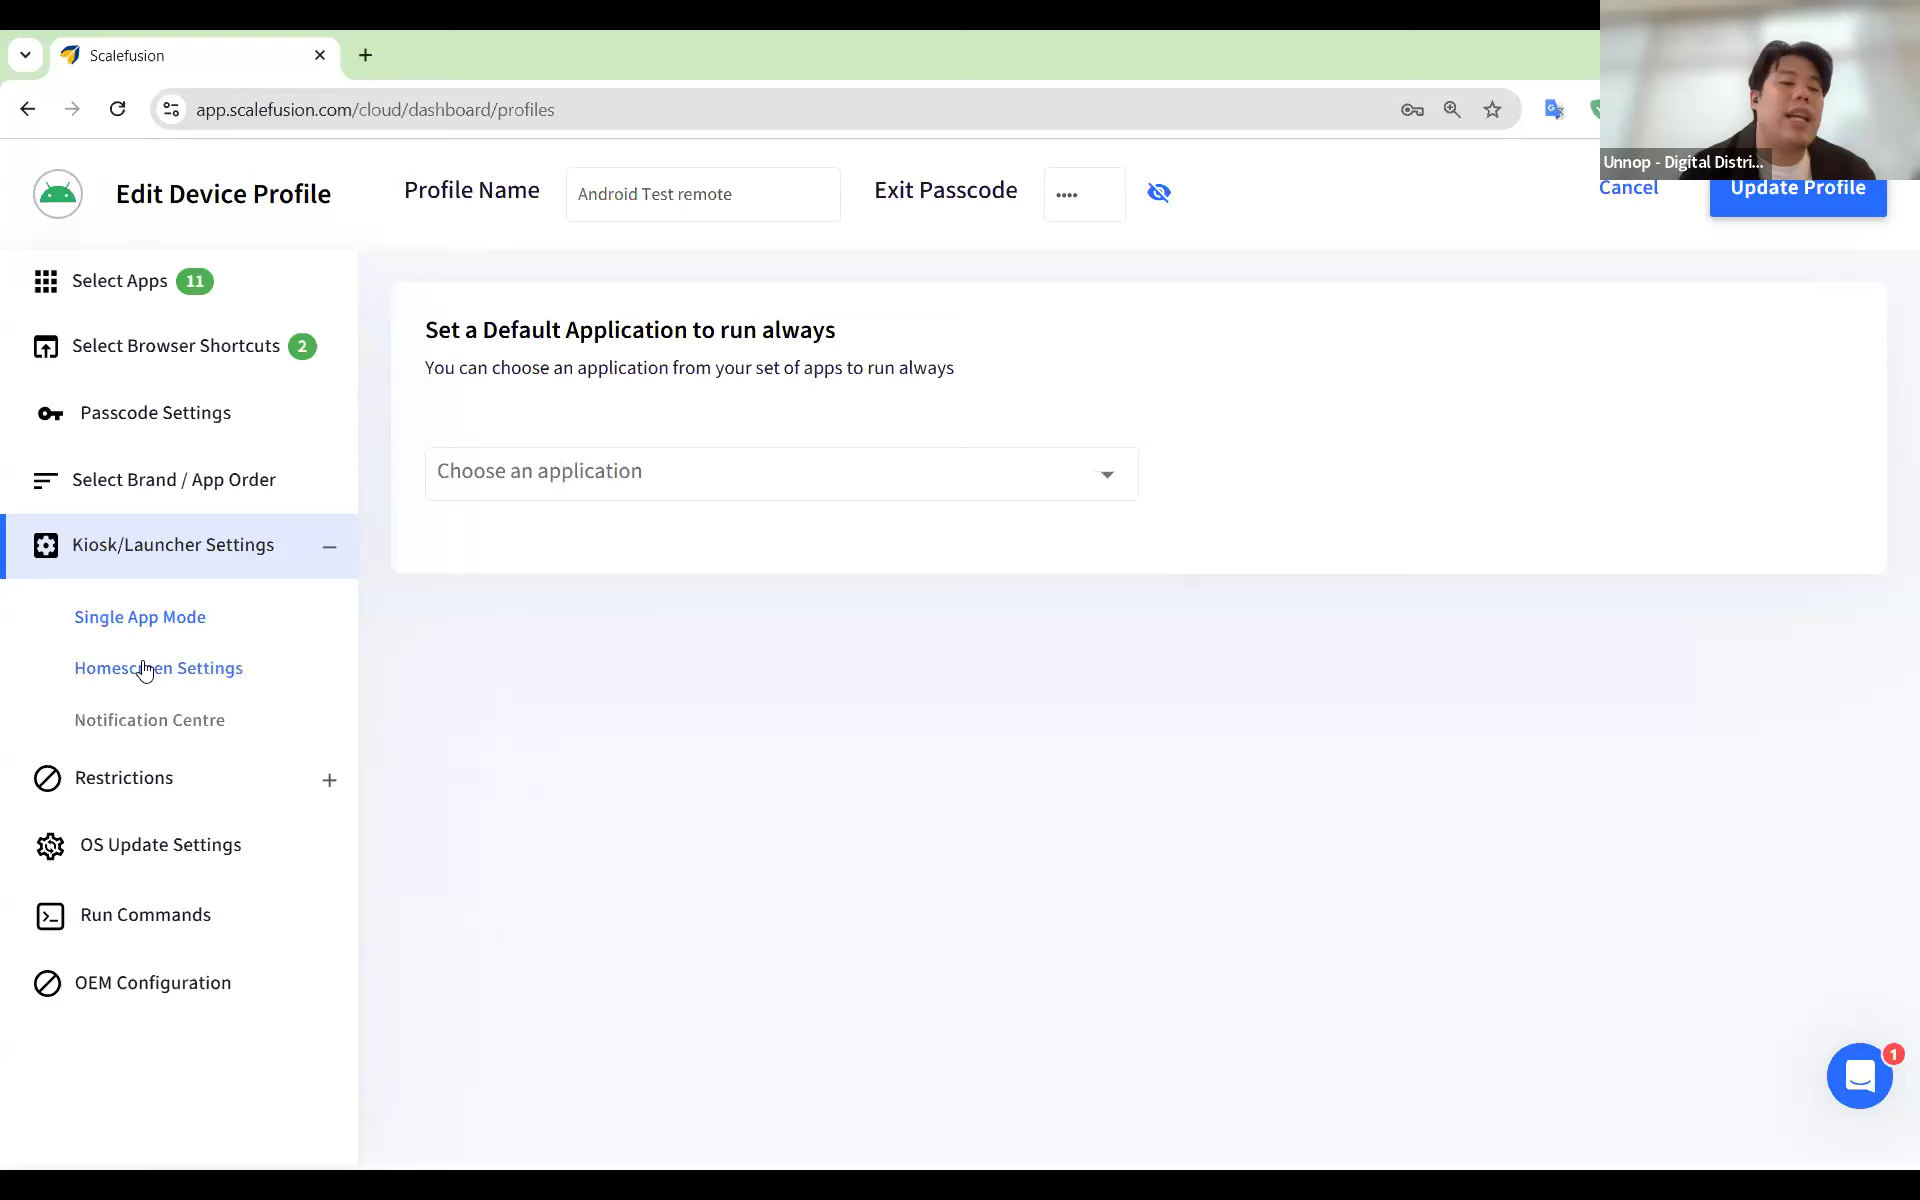 Scalefusion
app.scalefusion.com/cloud/dashboard/profiles
Unnop - Digital Distri...
Edit Device Profile
Profile Name
Android Test remote
Exit Passcode
••••
Cancel
Update Profile
Select Apps 11
Select Browser Shortcuts 2
Passcode Settings
Select Brand / App Order
Kiosk/Launcher Settings
Single App Mode
Homescreen Settings
Notification Centre
Restrictions
OS Update Settings
Run Commands
OEM Configuration
Set a Default Application to run always
You can choose an application from your set of apps to run always
Choose an application
1